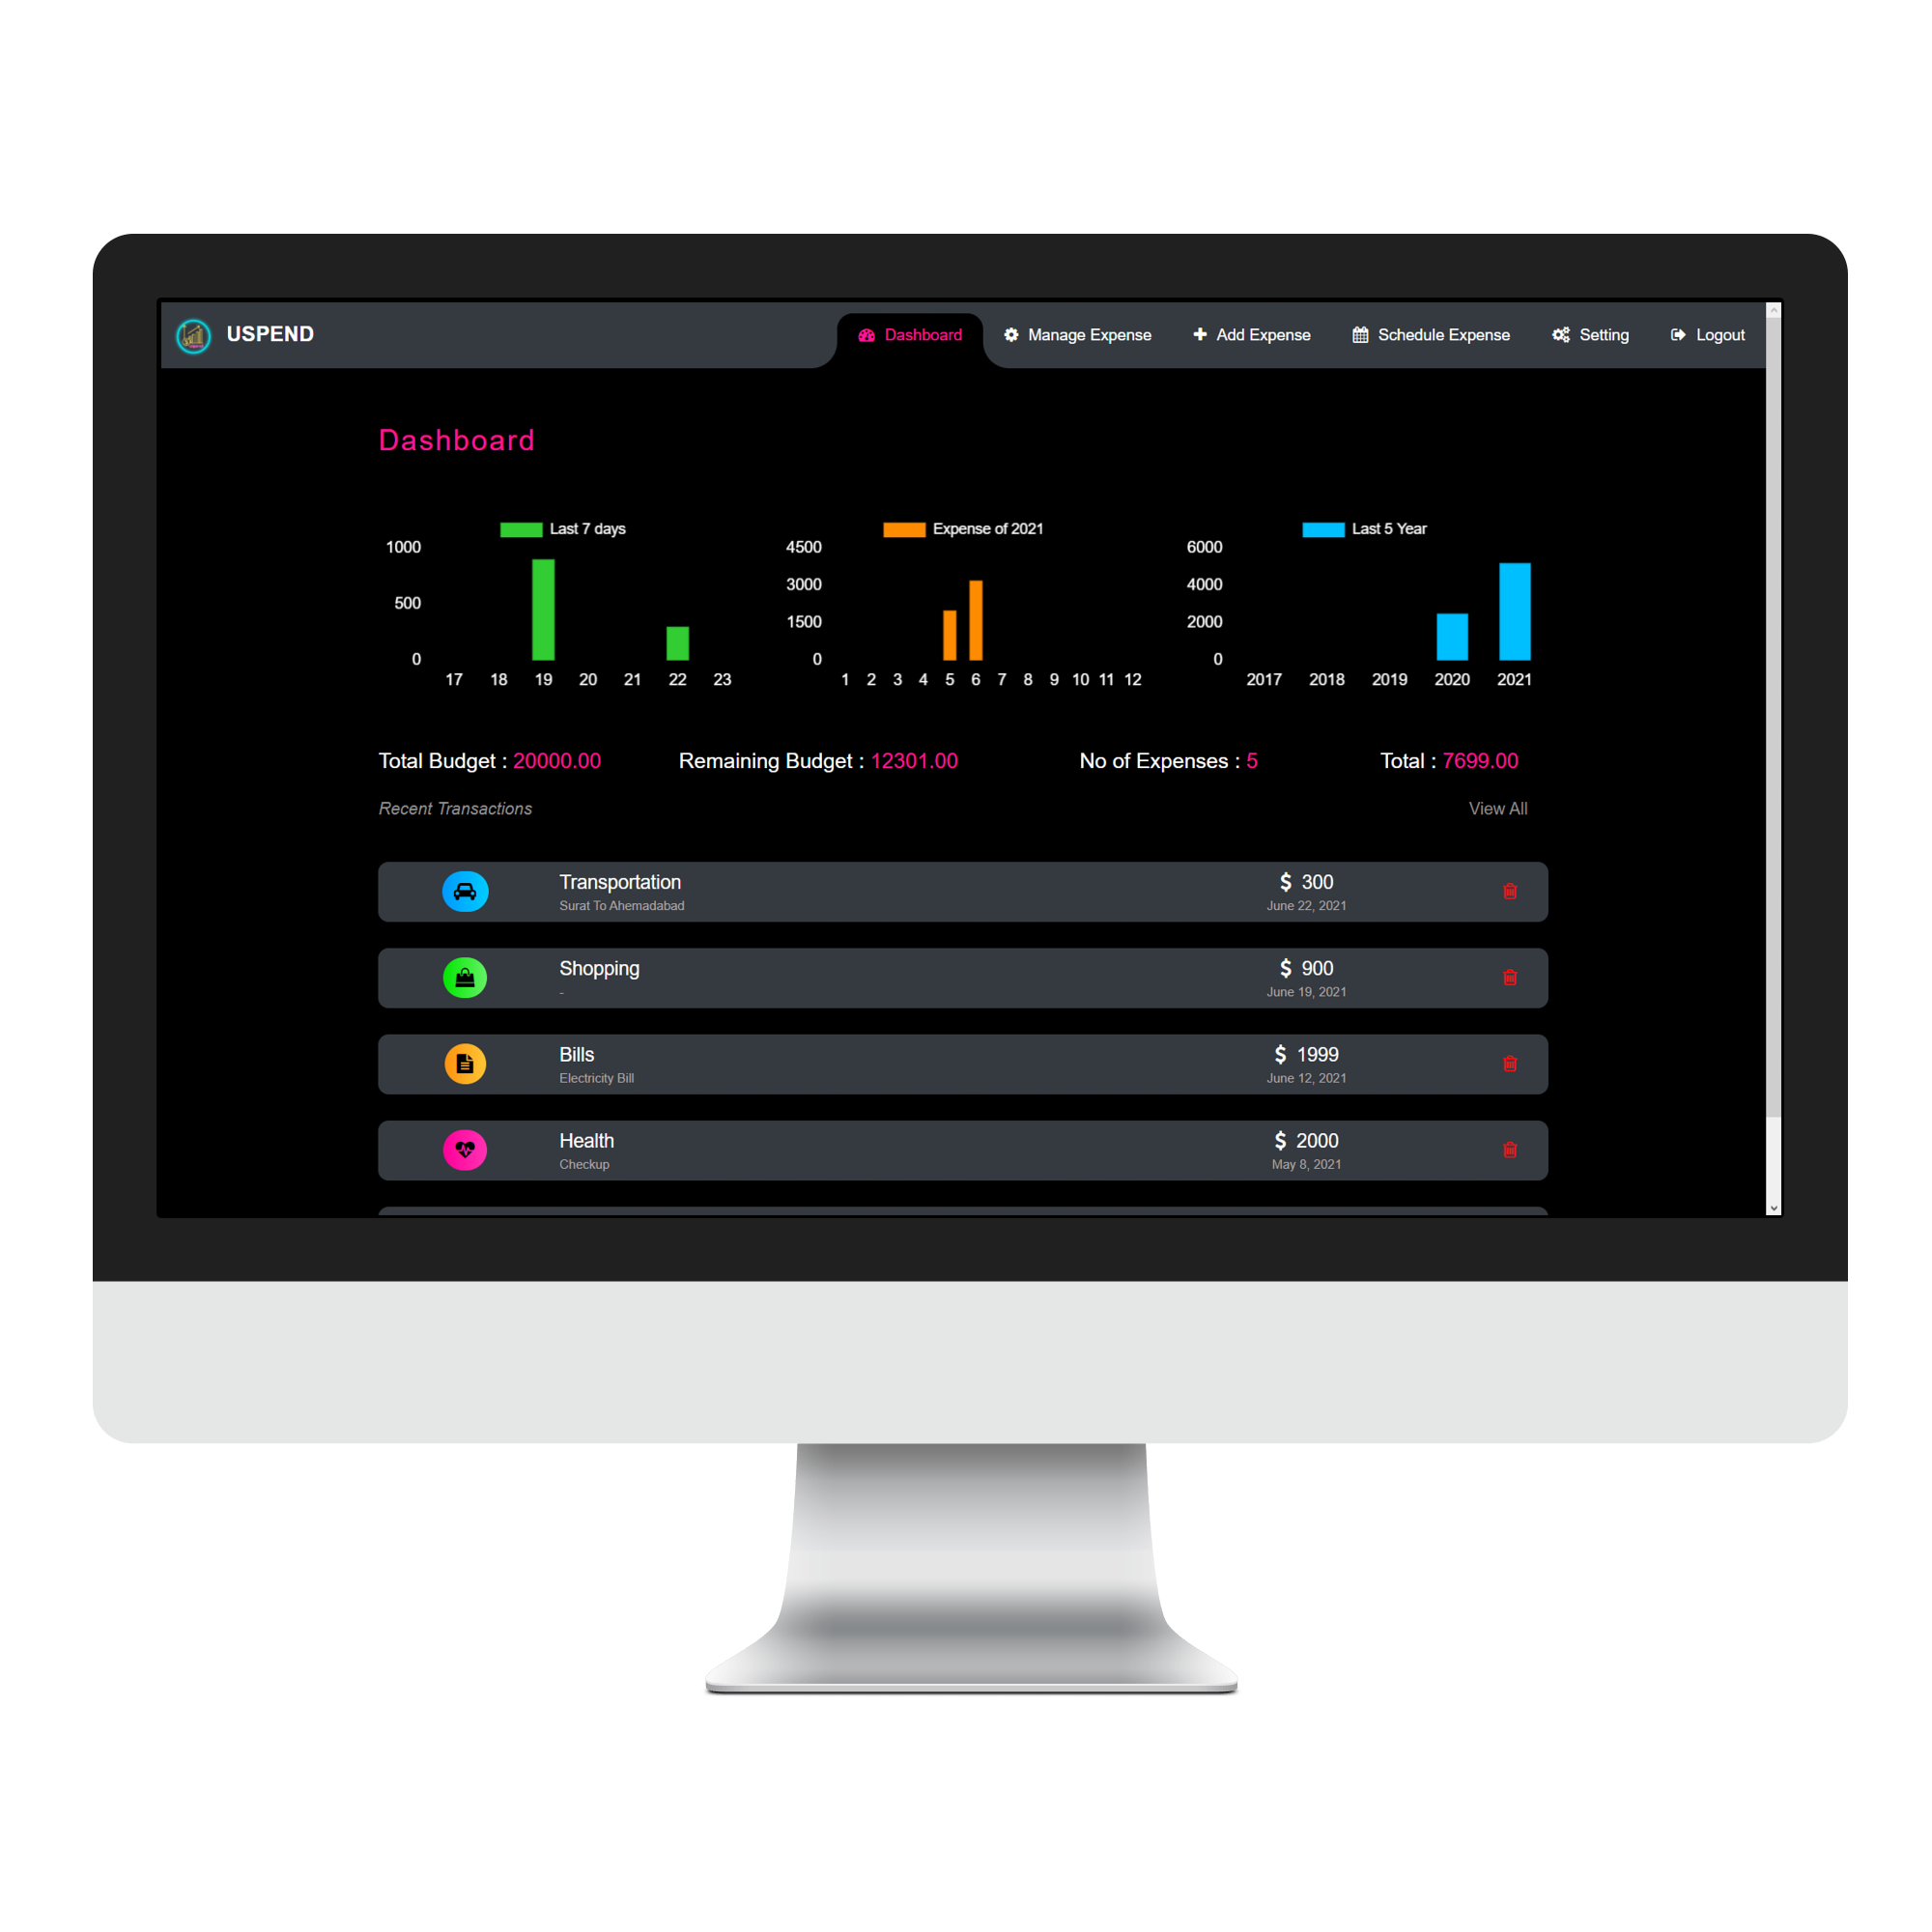 USPEND
Dashboard
Manage Expense
Add Expense
Schedule Expense
Setting
Logout
Dashboard
Last 7 days
1000
500
0
17 18 19 20 21 22 23
Expense of 2021
4500
3000
1500
0
1 2 3 4 5 6 7 8 9 10 11 12
Last 5 Year
6000
4000
2000
0
2017 2018 2019 2020 2021
Total Budget : 20000.00
Remaining Budget : 12301.00
No of Expenses : 5
Total : 7699.00
Recent Transactions
View All
Transportation
Surat To Ahemadabad
$ 300
June 22, 2021
Shopping
-
$ 900
June 19, 2021
Bills
Electricity Bill
$ 1999
June 12, 2021
Health
Checkup
$ 2000
May 8, 2021